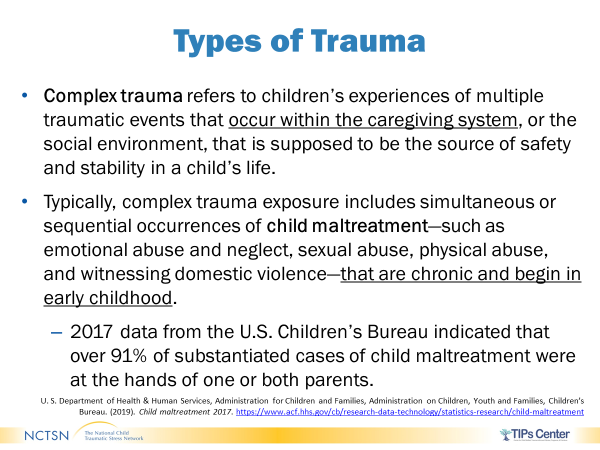 Types of Trauma
• Complex trauma refers to children's experiences of multiple
traumatic events that occur within the caregiving system, or the
social environment, that is supposed to be the source of safety
and stability in a child's life.
• Typically, complex trauma exposure includes simultaneous or
sequential occurrences of child maltreatment—such as
emotional abuse and neglect, sexual abuse, physical abuse,
and witnessing domestic violence—that are chronic and begin in
early childhood.
– 2017 data from the U.S. Children's Bureau indicated that
over 91% of substantiated cases of child maltreatment were
at the hands of one or both parents.
U. S. Department of Health & Human Services, Administration for Children and Families, Administration on Children, Youth and Families, Children's
Bureau. (2019). Child maltreatment 2017. https://www.acf.hhs.gov/cb/research-data-technology/statistics-research/child-maltreatment
NCTSN
The National Child
Traumatic Stress Network
TIPs Center